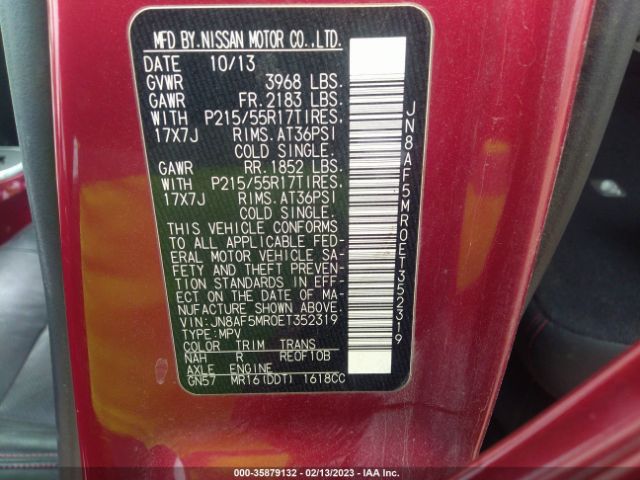 MFD BY.NISSAN MOTOR CO.,LTD.
DATE 10/13
GVWR 3968 LBS.
GAWR FR.2183 LBS.
WITH P215/55R17TIRES.
17X7J RIMS.AT36PSI
COLD SINGLE.
GAWR RR.1852 LBS.
WITH P215/55R17TIRES.
17X7J RIMS.AT36PSI
COLD SINGLE.
THIS VEHICLE CONFORMS
TO ALL APPLICABLE FED-
ERAL MOTOR VEHICLE SA-
FETY AND THEFT PREVEN-
TION STANDARDS IN EFF-
ECT ON THE DATE OF MA-
NUFACTURE SHOWN ABOVE.
VIN:JN8AF5MR0ET352319
TYPE:MPV
COLOR TRIM TRANS
NAH R RE0F10B
AXLE ENGINE
GN57 MR16(DDT) 1618CC
JN8AF5MR0ET352319
000-35879132 - 02/13/2023 - IAA Inc.